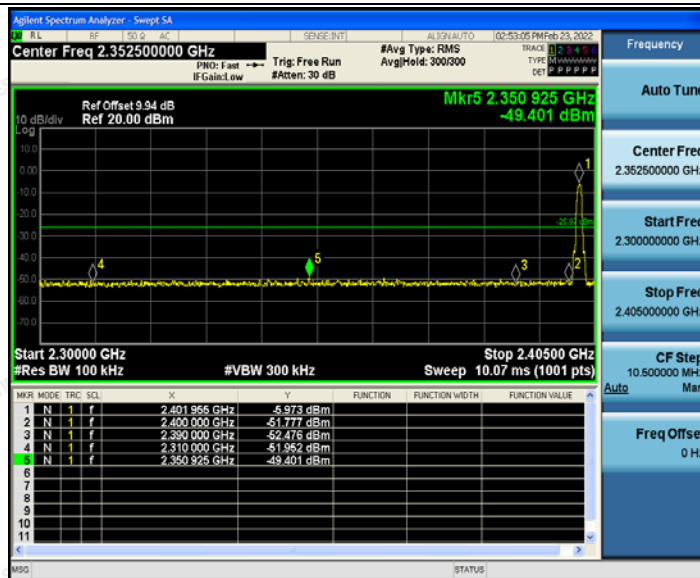 Agilent Spectrum Analyzer - Swept SA
RL RF 50 Ω AC SENSE:INT ALIGN AUTO 02:53:05 PM Feb 23, 2022
Center Freq 2.352500000 GHz
PNO: Fast
IFGain:Low
Trig: Free Run
#Atten: 30 dB
#Avg Type: RMS
Avg|Hold: 300/300
TRACE 1 2 3 4 5 6
TYPE M W W W W W
DET P P P P P P
Ref Offset 9.94 dB
10 dB/div Ref 20.00 dBm
Log
Mkr5 2.350 925 GHz
-49.401 dBm
10.0
0.00
-10.0
-20.0
-30.0
-40.0
-50.0
-60.0
-70.0
1
4
5
3
2
Start 2.30000 GHz Stop 2.40500 GHz
#Res BW 100 kHz #VBW 300 kHz Sweep 10.07 ms (1001 pts)
MKR MODE TRC SCL X Y FUNCTION FUNCTION WIDTH FUNCTION VALUE
1 N 1 f 2.401 955 GHz -5.973 dBm
2 N 1 f 2.400 000 GHz -51.777 dBm
3 N 1 f 2.390 000 GHz -52.476 dBm
4 N 1 f 2.310 000 GHz -51.952 dBm
5 N 1 f 2.350 925 GHz -49.401 dBm
6
7
8
9
10
11
MSG STATUS
Frequency
Auto Tune
Center Freq
2.352500000 GHz
Start Freq
2.300000000 GHz
Stop Freq
2.405000000 GHz
CF Step
10.500000 MHz
Auto Man
Freq Offset
0 Hz